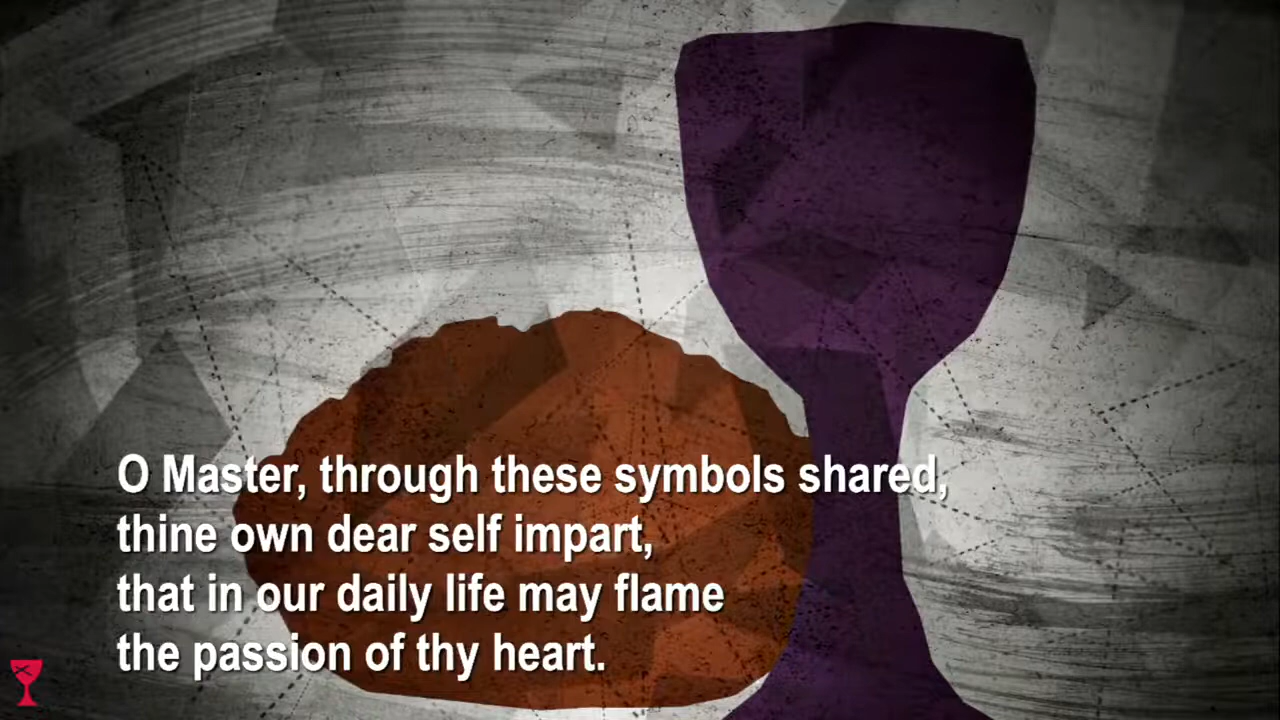 O Master, through these symbols shared,
thine own dear self impart,
that in our daily life may flame
the passion of thy heart.